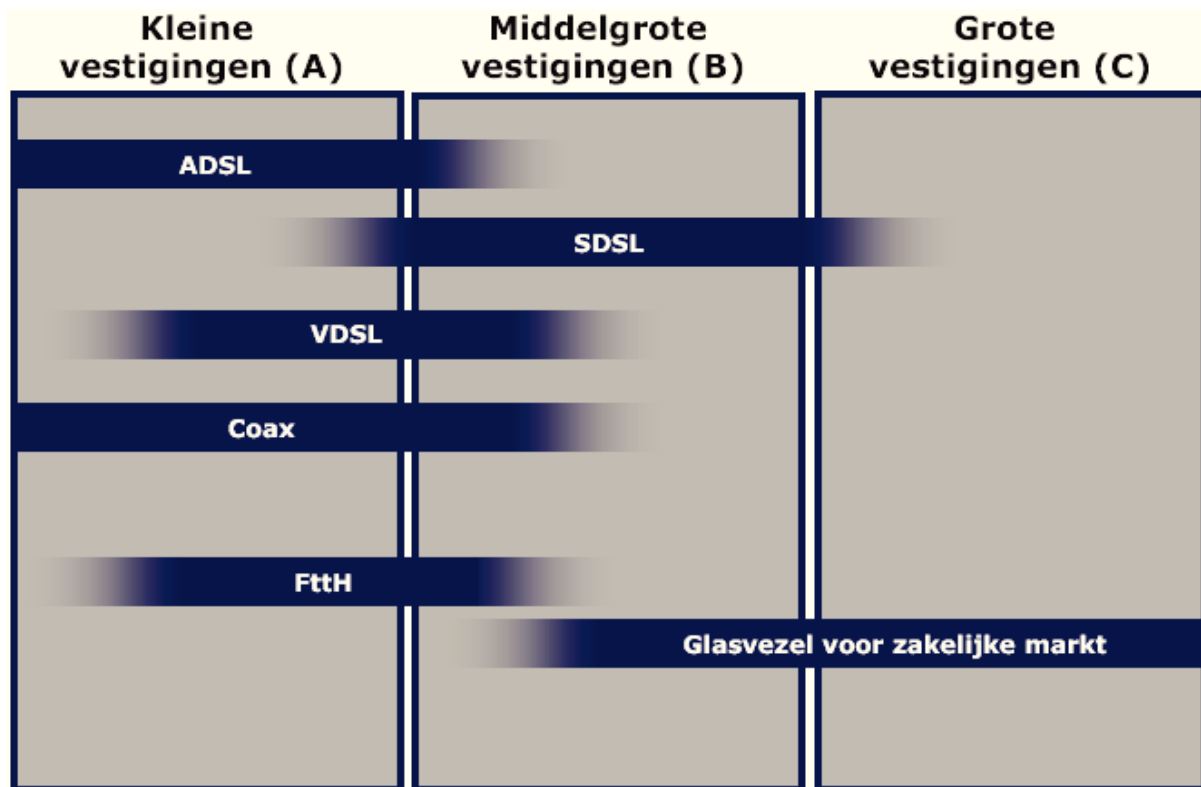 Kleine
vestigingen (A)
Middelgrote
vestigingen (B)
Grote
vestigingen (C)
ADSL
SDSL
VDSL
Coax
FttH
Glasvezel voor zakelijke markt